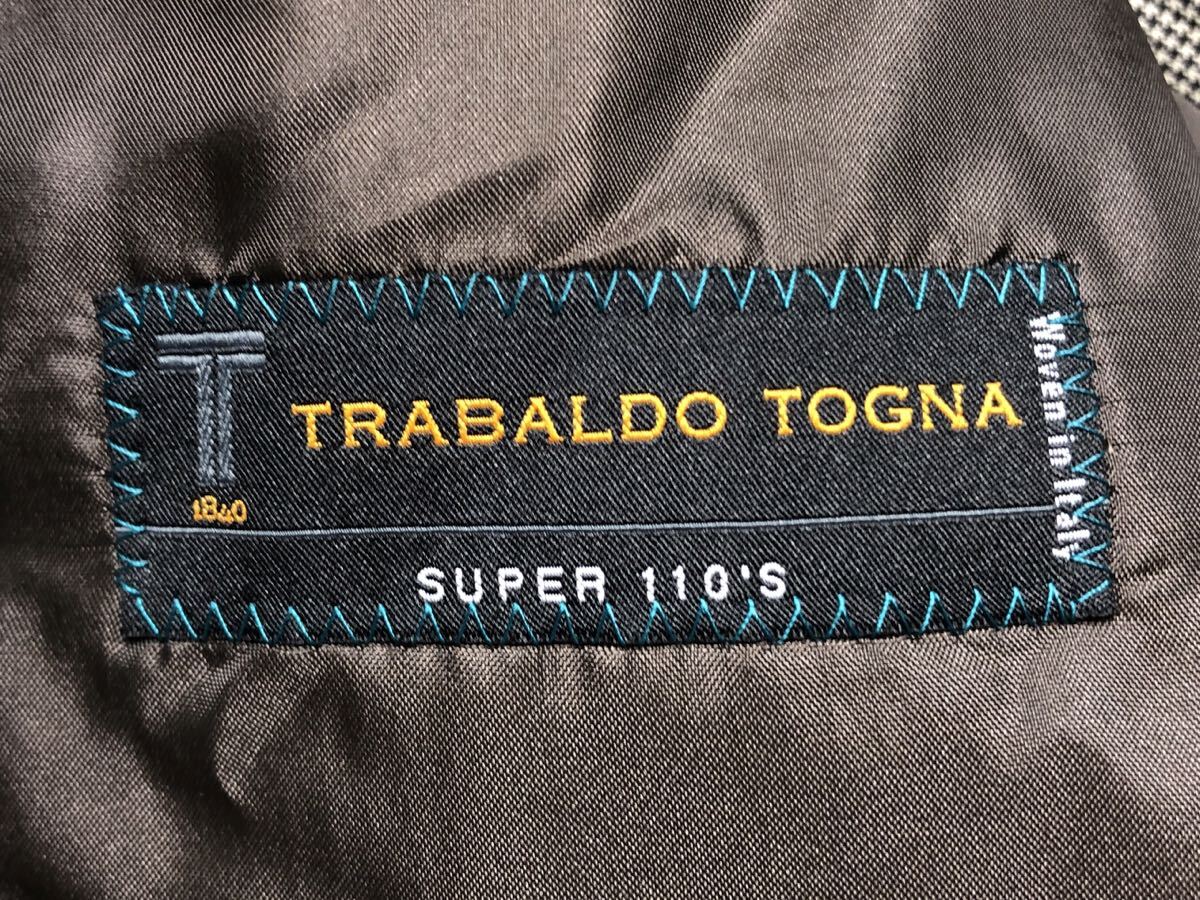 T
TRABALDO TOGNA
1840
SUPER 110'S
Woven in Italy